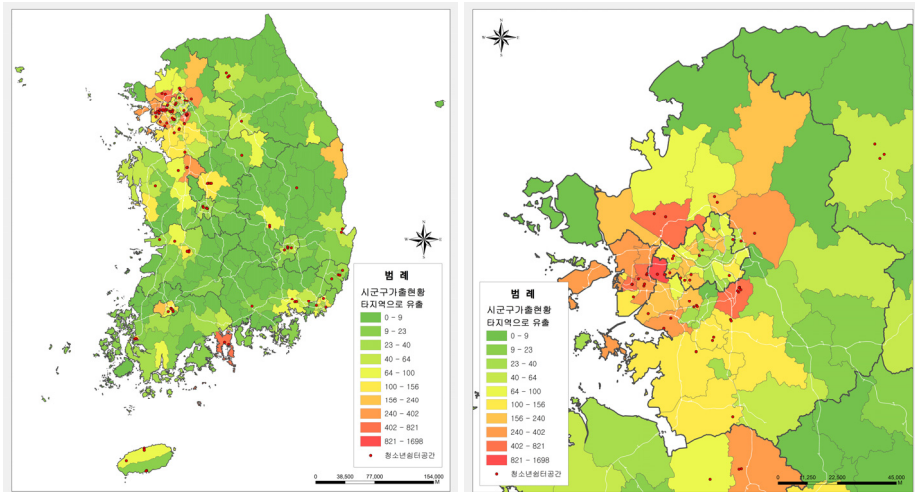 범 례
시군구가출현황
타지역으로 유출
0 - 9
9 - 23
23 - 40
40 - 64
64 - 100
100 - 156
156 - 240
240 - 402
402 - 821
821 - 1698
청소년쉼터공간
0 38,500 77,000 154,000
M
범 례
시군구가출현황
타지역으로 유출
0 - 9
9 - 23
23 - 40
40 - 64
64 - 100
100 - 156
156 - 240
240 - 402
402 - 821
821 - 1698
청소년쉼터공간
0 11,250 22,500 45,000
M